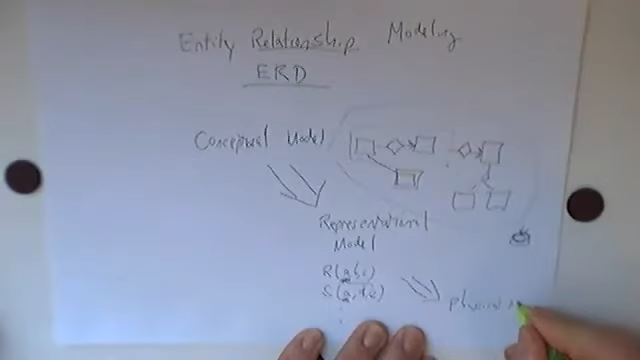 Entity Relationship Modeling
ERD
Conceptual Model
Representational
Model
R(a,b,c)
S(a,d,e)
Physical